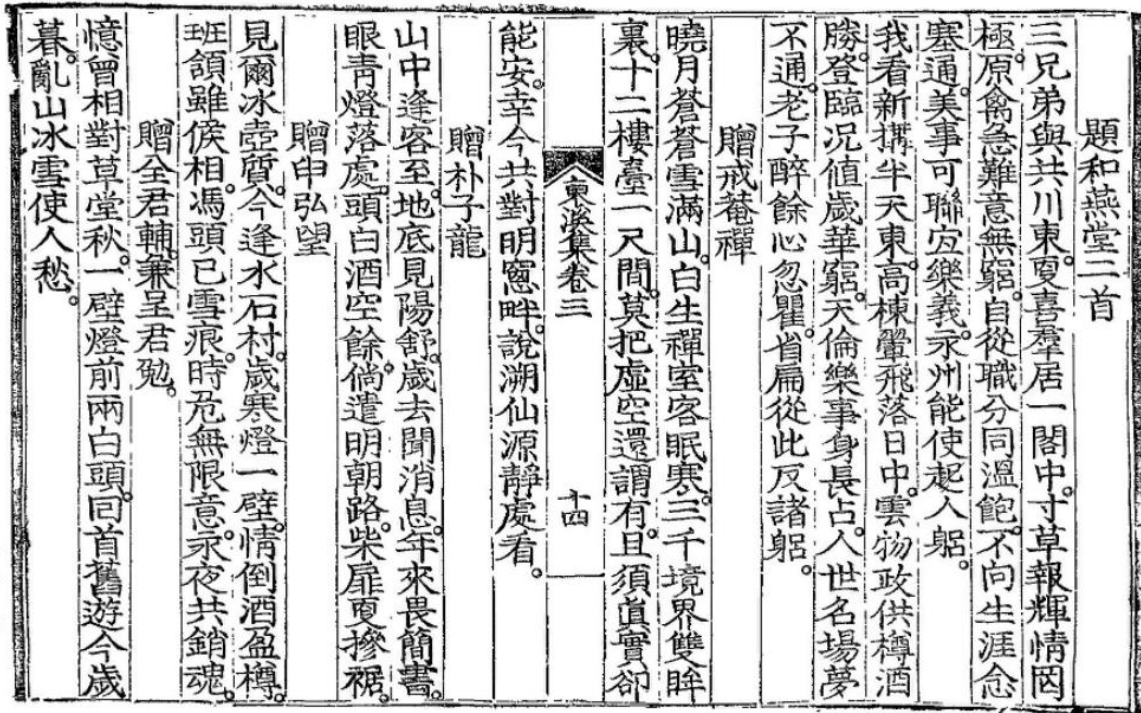 題和燕堂二首
三兄弟與共川東。夏喜羣居一閣中。寸草報輝情罔
極。原禽急難意無窮。自從職分同溫飽。不向生涯念
塞通。美事可聯宜樂義。永州能使起人躬。
我看新搆半天東。高棟翬飛落日中。雲物政供樽酒
勝。登臨况値歲華窮。天倫樂事身長占。人世名場夢
不通。老子醉餘心忽瞿。省扁從此反諸躬。
贈戒菴禪
曉月蒼蒼雪滿山。白生禪室客眠寒。三千境界雙眸
裏。十二樓臺一尺間。莫把虛空還謂有。且須眞實卻
東溪集卷三
十四
能安。幸今共對明窓畔。說溯仙源靜處看。
贈朴子龍
山中逢客至。地底見陽舒。歲去聞消息。年來畏簡書。
眼靑燈落處。頭白酒空餘。倘遣明朝路。柴扉更摻裾。
贈申弘望
見爾冰壺質。今逢水石村。歲寒燈一壁。情倒酒盈樽。
班頷雖侯相。馮頭已雪痕。時危無限意。永夜共銷魂。
贈全君輔。兼呈君勉。
憶曾相對草堂秋。一壁燈前兩白頭。回首舊遊今歲
暮。亂山冰雪使人愁。